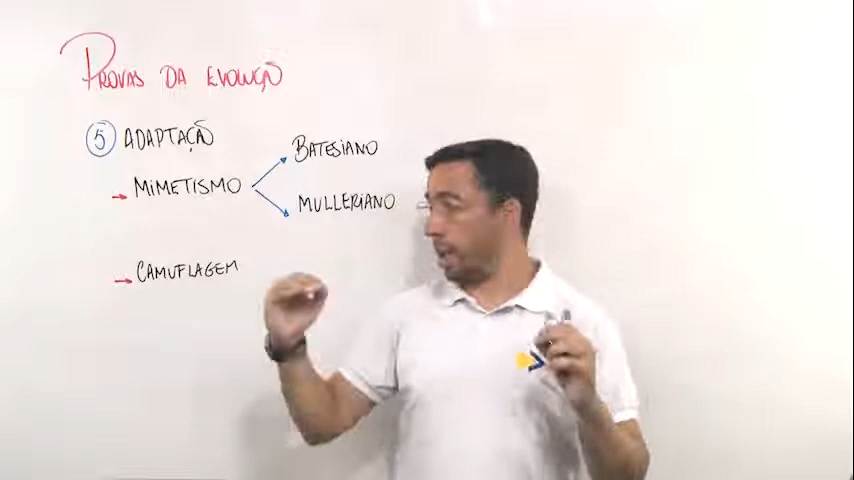 PROVAS DA EVOLUÇÃO
5 ADAPTAÇÃO
MIMETISMO
BATESIANO
MULLERIANO
CAMUFLAGEM